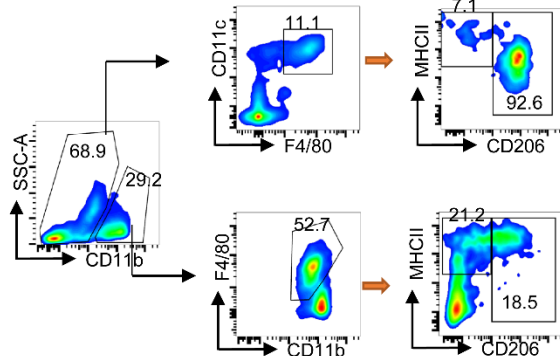 SSC-A
68.9
29.2
CD11b
CD11c
11.1
F4/80
MHCII
7.1
92.6
CD206
F4/80
52.7
CD11b
MHCII
21.2
18.5
CD206